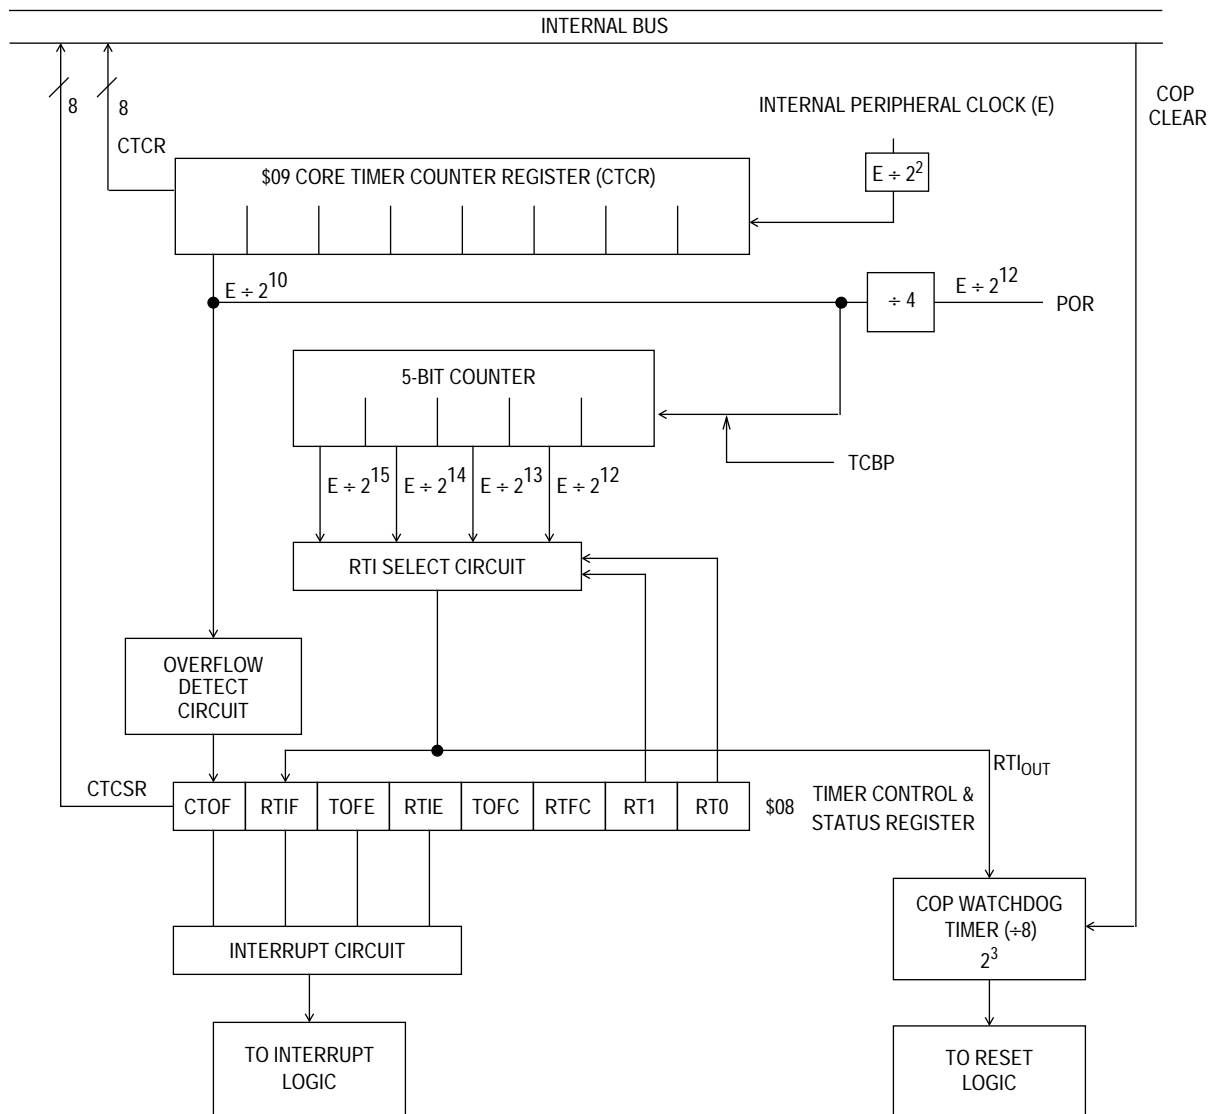 INTERNAL BUS
8
8
CTCR
INTERNAL PERIPHERAL CLOCK (E)
COP
CLEAR
E ÷ 2^2
$09 CORE TIMER COUNTER REGISTER (CTCR)
E ÷ 2^10
÷ 4
E ÷ 2^12
POR
5-BIT COUNTER
TCBP
E ÷ 2^15
E ÷ 2^14
E ÷ 2^13
E ÷ 2^12
RTI SELECT CIRCUIT
OVERFLOW
DETECT
CIRCUIT
RTI_OUT
CTCSR
CTOF RTIF TOFE RTIE TOFC RTFC RT1 RT0
$08
TIMER CONTROL &
STATUS REGISTER
COP WATCHDOG
TIMER (÷8)
2^3
INTERRUPT CIRCUIT
TO INTERRUPT
LOGIC
TO RESET
LOGIC